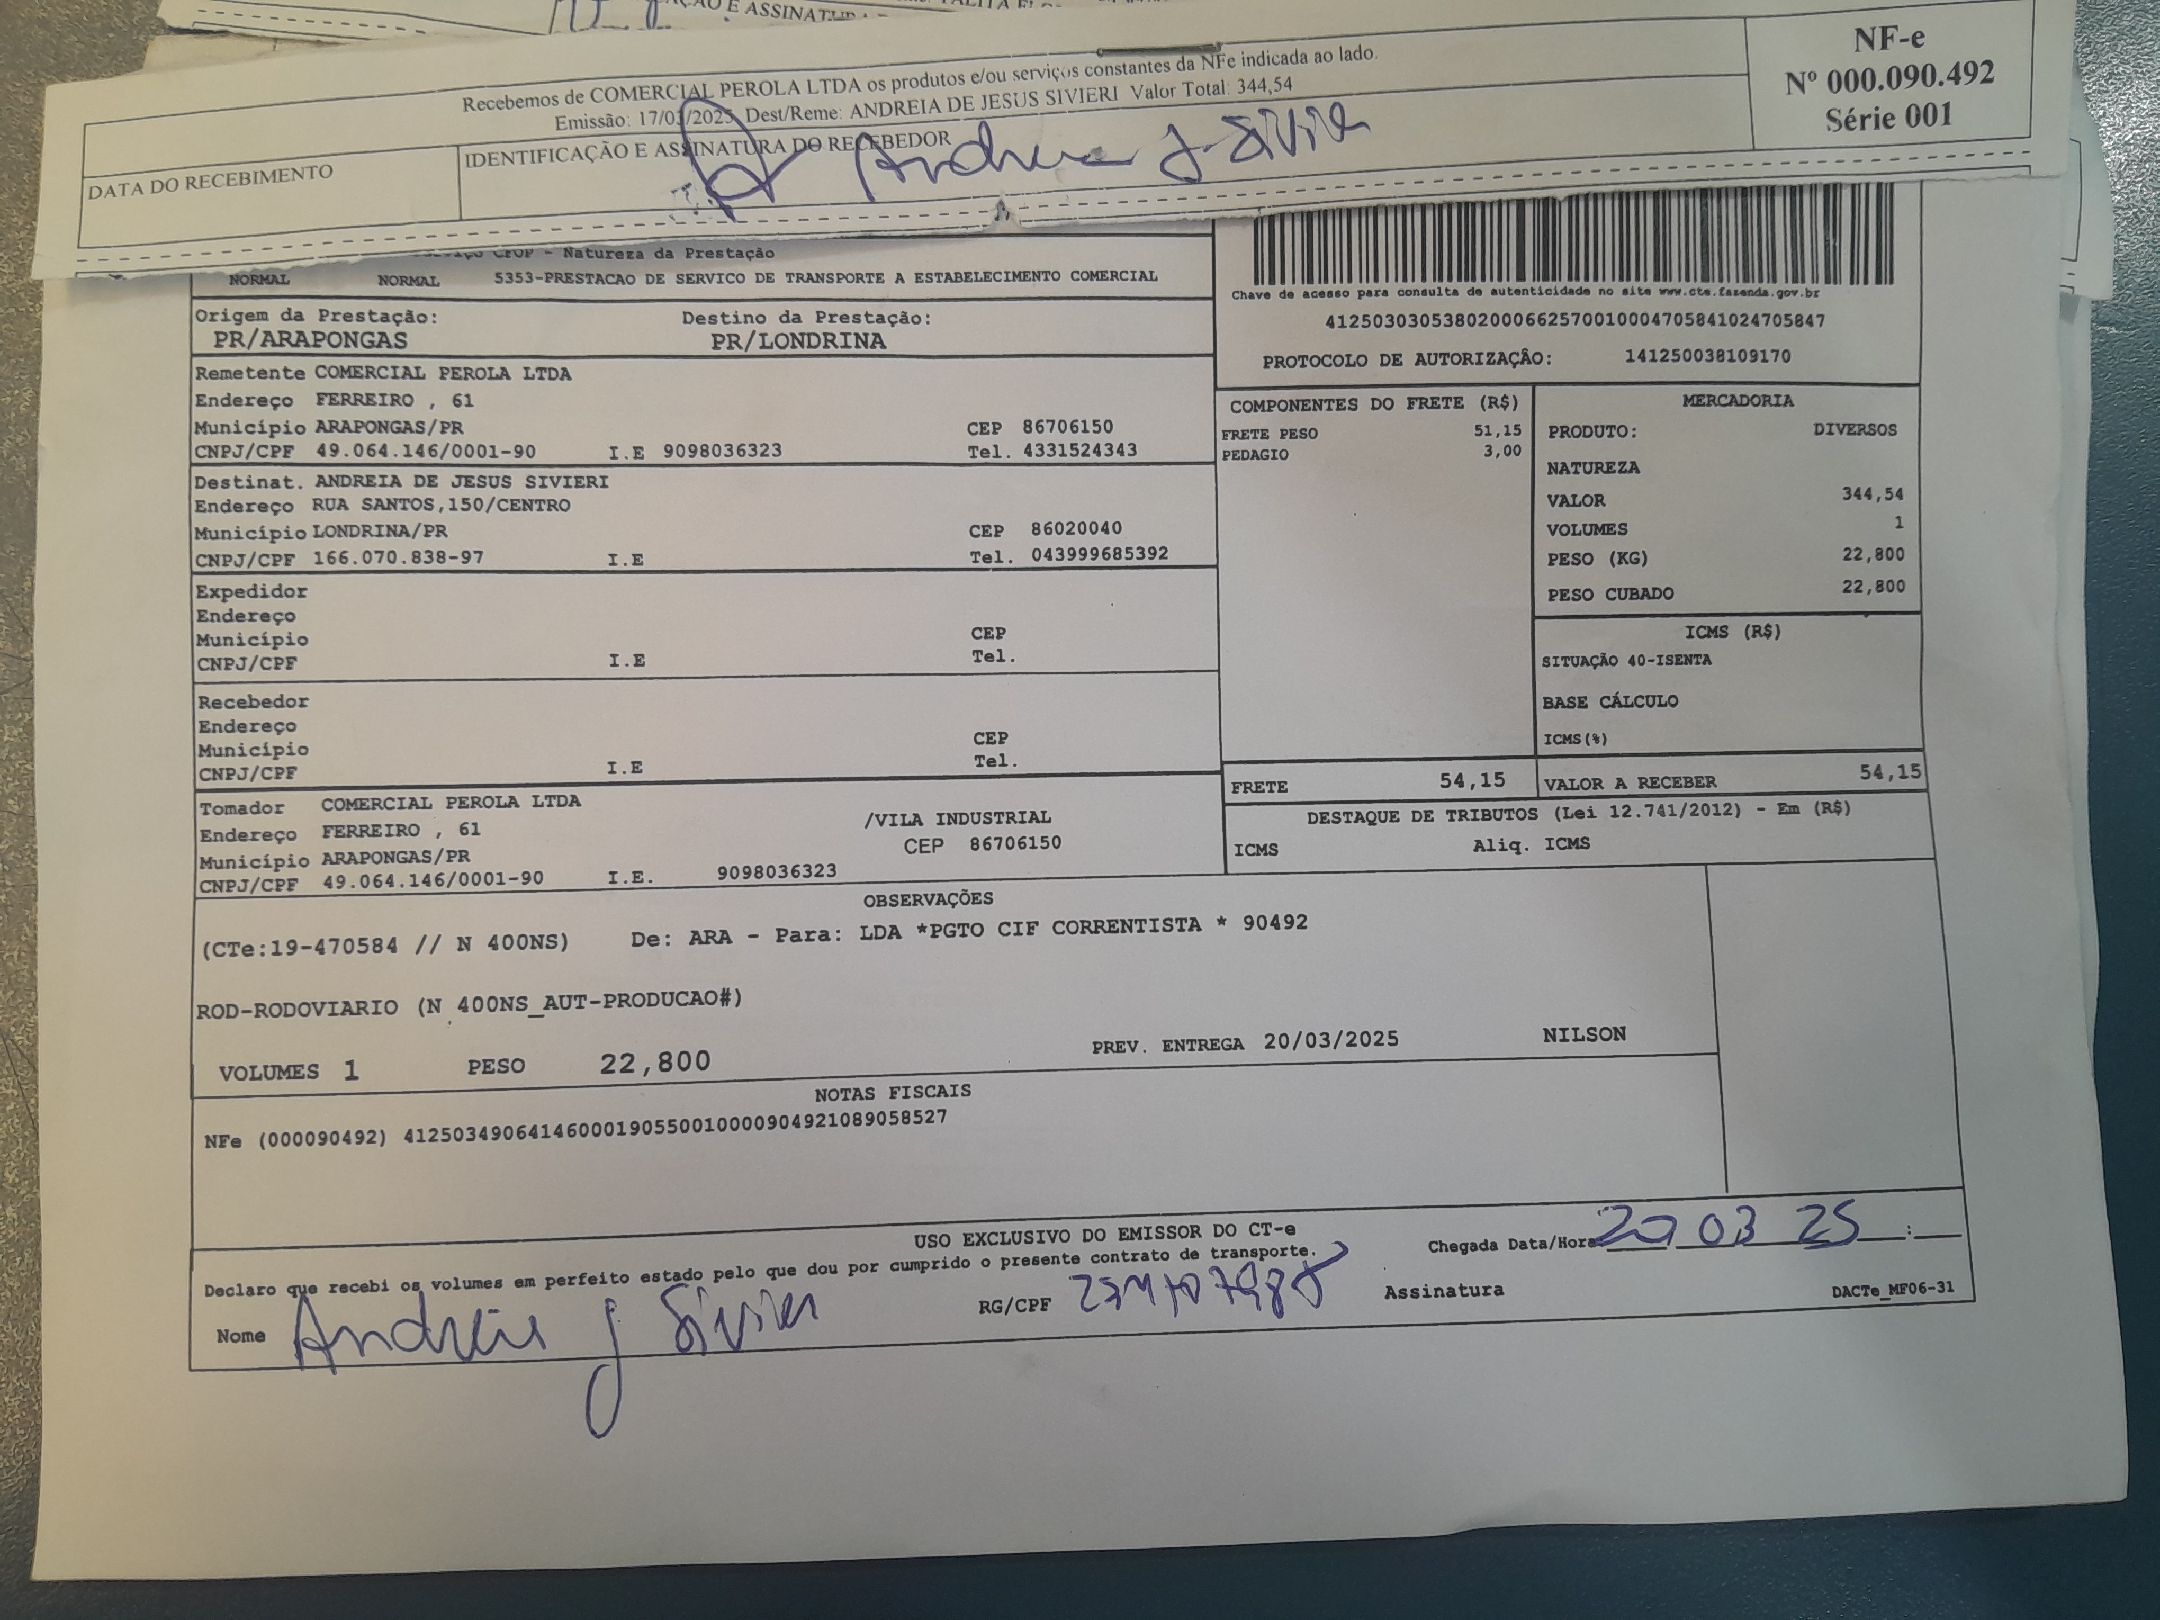 E ASSINATURA
Recebemos de COMERCIAL PEROLA LTDA os produtos e/ou serviços constantes da NFe indicada ao lado.
Emissão: 17/03/2025 Dest/Reme: ANDREIA DE JESUS SIVIERI Valor Total: 344,54
DATA DO RECEBIMENTO
IDENTIFICAÇÃO E ASSINATURA DO RECEBEDOR
Andreia J Sivieri
NF-e
Nº 000.090.492
Série 001
CFOP - Natureza da Prestação
NORMAL NORMAL 5353-PRESTACAO DE SERVICO DE TRANSPORTE A ESTABELECIMENTO COMERCIAL
Chave de acesso para consulta de autenticidade no site www.cte.fazenda.gov.br
41250303053802000662570010004705841024705847
PROTOCOLO DE AUTORIZAÇÂO: 141250038109170
Origem da Prestação: Destino da Prestação:
PR/ARAPONGAS PR/LONDRINA
Remetente COMERCIAL PEROLA LTDA
Endereço FERREIRO , 61
Município ARAPONGAS/PR CEP 86706150
CNPJ/CPF 49.064.146/0001-90 I.E 9098036323 Tel. 4331524343
Destinat. ANDREIA DE JESUS SIVIERI
Endereço RUA SANTOS,150/CENTRO
Município LONDRINA/PR CEP 86020040
CNPJ/CPF 166.070.838-97 I.E Tel. 043999685392
Expedidor
Endereço
Município CEP
CNPJ/CPF I.E Tel.
Recebedor
Endereço
Município CEP
CNPJ/CPF I.E Tel.
Tomador COMERCIAL PEROLA LTDA
Endereço FERREIRO , 61 /VILA INDUSTRIAL
Município ARAPONGAS/PR CEP 86706150
CNPJ/CPF 49.064.146/0001-90 I.E. 9098036323
COMPONENTES DO FRETE (R$)
FRETE PESO 51,15
PEDAGIO 3,00
MERCADORIA
PRODUTO: DIVERSOS
NATUREZA
VALOR 344,54
VOLUMES 1
PESO (KG) 22,800
PESO CUBADO 22,800
ICMS (R$)
SITUAÇÃO 40-ISENTA
BASE CÁLCULO
ICMS(%)
FRETE 54,15 VALOR A RECEBER 54,15
DESTAQUE DE TRIBUTOS (Lei 12.741/2012) - Em (R$)
ICMS Aliq. ICMS
OBSERVAÇÕES
(CTe:19-470584 // N 400NS) De: ARA - Para: LDA *PGTO CIF CORRENTISTA * 90492
ROD-RODOVIARIO (N 400NS_AUT-PRODUCAO#)
VOLUMES 1 PESO 22,800 PREV. ENTREGA 20/03/2025 NILSON
NOTAS FISCAIS
NFe (000090492) 41250349064146000190550010000904921089058527
USO EXCLUSIVO DO EMISSOR DO CT-e
Declaro que recebi os volumes em perfeito estado pelo que dou por cumprido o presente contrato de transporte.
Chegada Data/Hora 20 03 25 :
Nome Andreia J Sivieri RG/CPF Assinatura DACTe_MF06-31